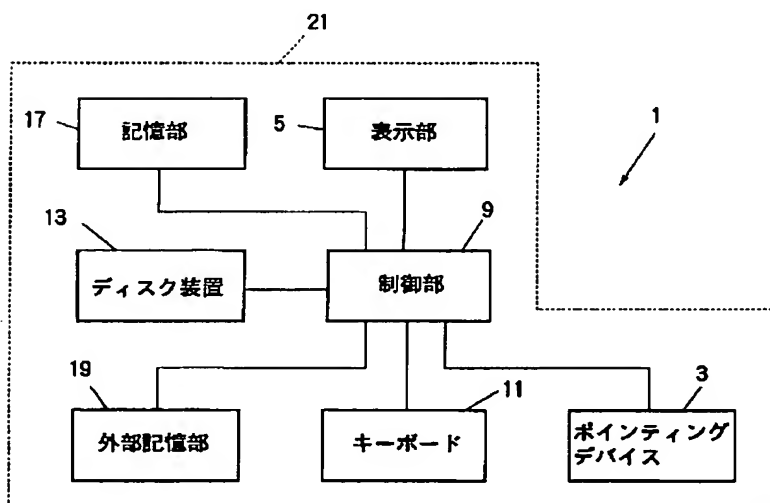 21
17
記憶部
5
表示部
1
13
ディスク装置
9
制御部
19
外部記憶部
11
キーボード
3
ポインティング
デバイス